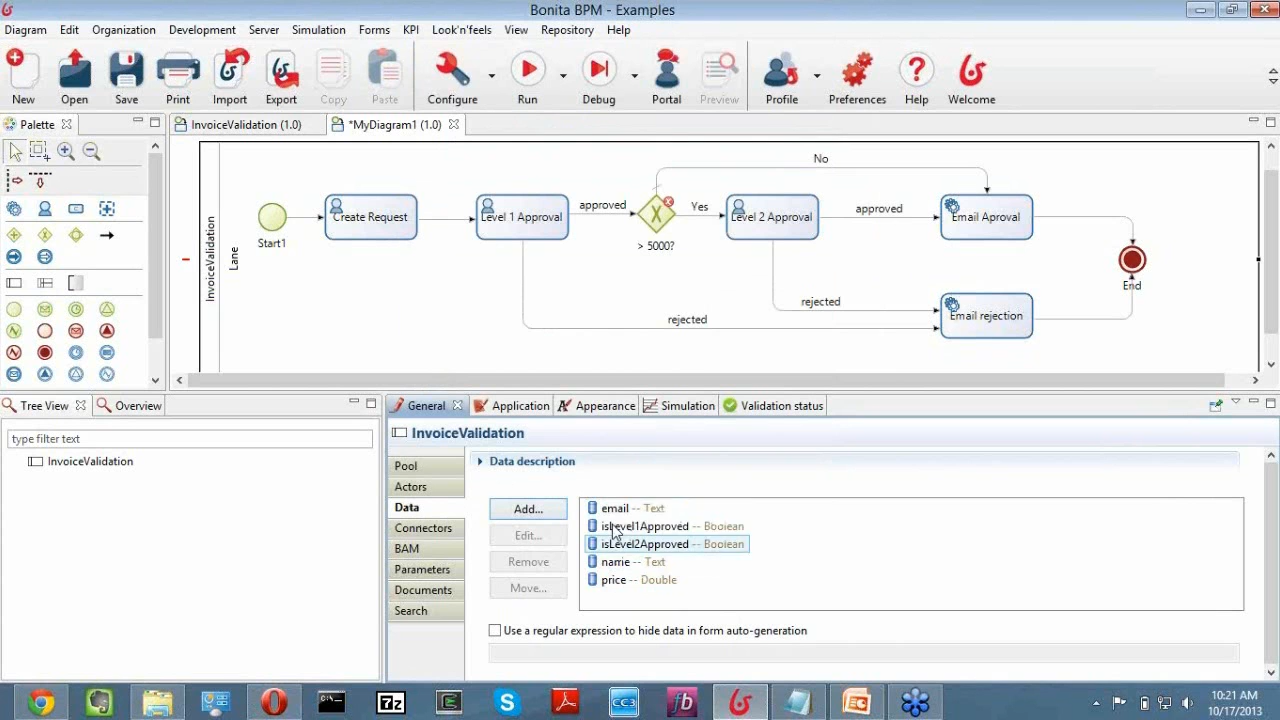 Bonita BPM - Examples
Diagram Edit Organization Development Server Simulation Forms KPI Look'n'feels View Repository Help
New Open Save Print Import Export Copy Paste Configure Run Debug Portal Preview Profile Preferences Help Welcome
Palette InvoiceValidation (1.0) *MyDiagram1 (1.0)
No
InvoiceValidation
Lane
Start1
Create Request
Level 1 Approval
approved
> 5000?
Yes
Level 2 Approval
approved
Email Aproval
rejected
rejected
Email rejection
End
Tree View Overview
type filter text
InvoiceValidation
General Application Appearance Simulation Validation status
InvoiceValidation
Pool
Actors
Data
Connectors
BAM
Parameters
Documents
Search
Data description
Add...
Edit...
Remove
Move...
email -- Text
isLevel1Approved -- Boolean
isLevel2Approved -- Boolean
name -- Text
price -- Double
Use a regular expression to hide data in form auto-generation
7z
CC3
fb
10:21 AM
10/17/2013